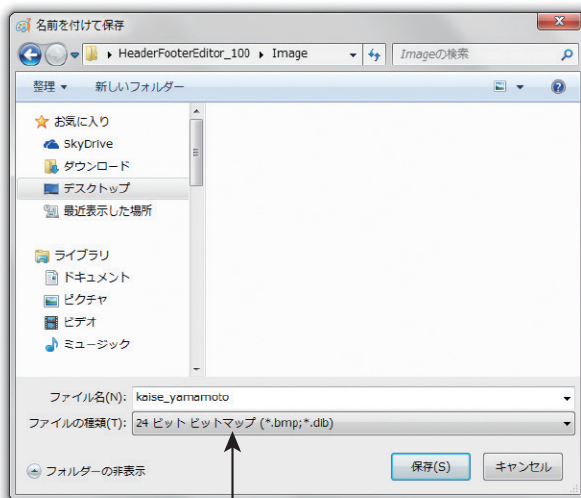 名前を付けて保存
HeaderFooterEditor_100 Image Imageの検索
整理 新しいフォルダー
お気に入り
SkyDrive
ダウンロード
デスクトップ
最近表示した場所
ライブラリ
ドキュメント
ピクチャ
ビデオ
ミュージック
ファイル名(N): kaise_yamamoto
ファイルの種類(T): 24 ビット ビットマップ (*.bmp;*.dib)
フォルダーの非表示 保存(S) キャンセル